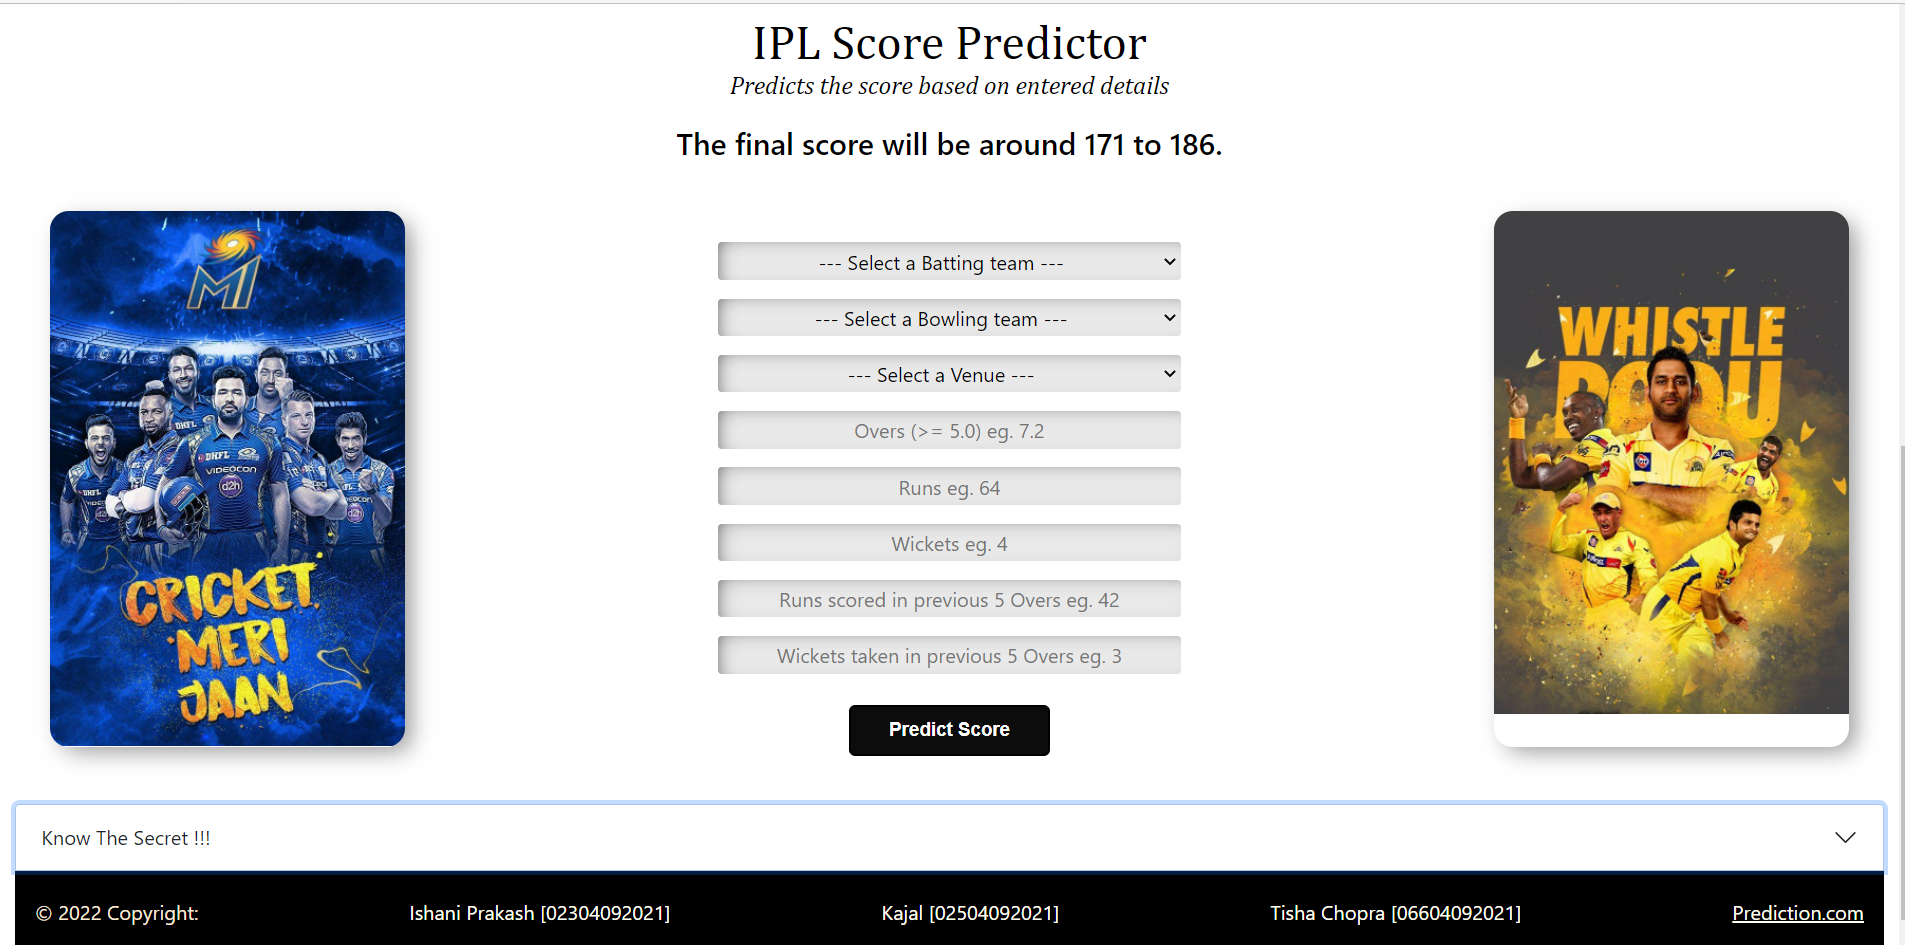 IPL Score Predictor
Predicts the score based on entered details
The final score will be around 171 to 186.
MI
DHFL
DHFL
VIDEOCON
d2h
DHFL
CRICKET
MERI
JAAN
--- Select a Batting team ---
--- Select a Bowling team ---
--- Select a Venue ---
Overs (>= 5.0) eg. 7.2
Runs eg. 64
Wickets eg. 4
Runs scored in previous 5 Overs eg. 42
Wickets taken in previous 5 Overs eg. 3
Predict Score
WHISTLE
Know The Secret !!!
© 2022 Copyright: Ishani Prakash [02304092021] Kajal [02504092021] Tisha Chopra [06604092021] Prediction.com